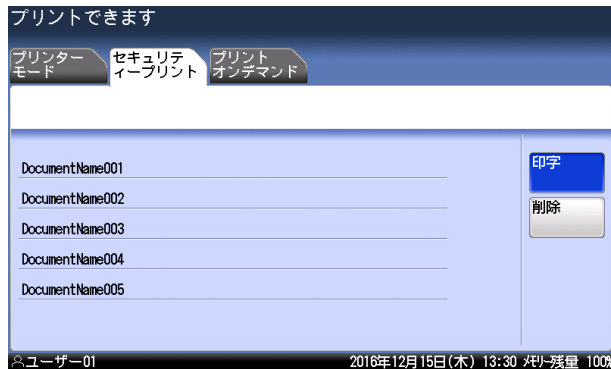 プリントできます
プリンター
モード
セキュリテ
ィープリント
プリント
オンデマンド
DocumentName001
DocumentName002
DocumentName003
DocumentName004
DocumentName005
印字
削除
ユーザー01
2016年12月15日(木) 13:30 メモリー残量 100%